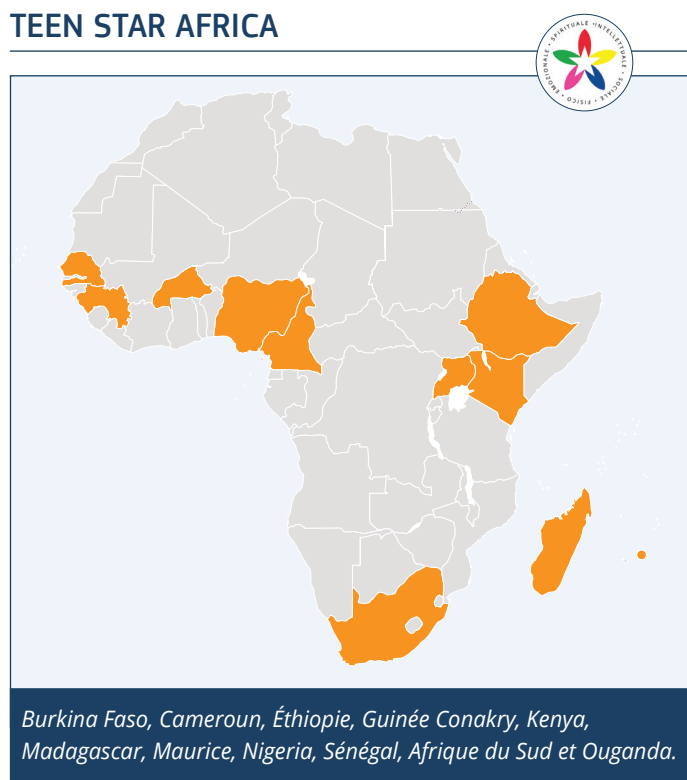 TEEN STAR AFRICA
SPIRITUALE • INTELLETTUALE • SOCIALE • FISICO • EMOZIONALE •
Burkina Faso, Cameroun, Éthiopie, Guinée Conakry, Kenya,
Madagascar, Maurice, Nigeria, Sénégal, Afrique du Sud et Ouganda.